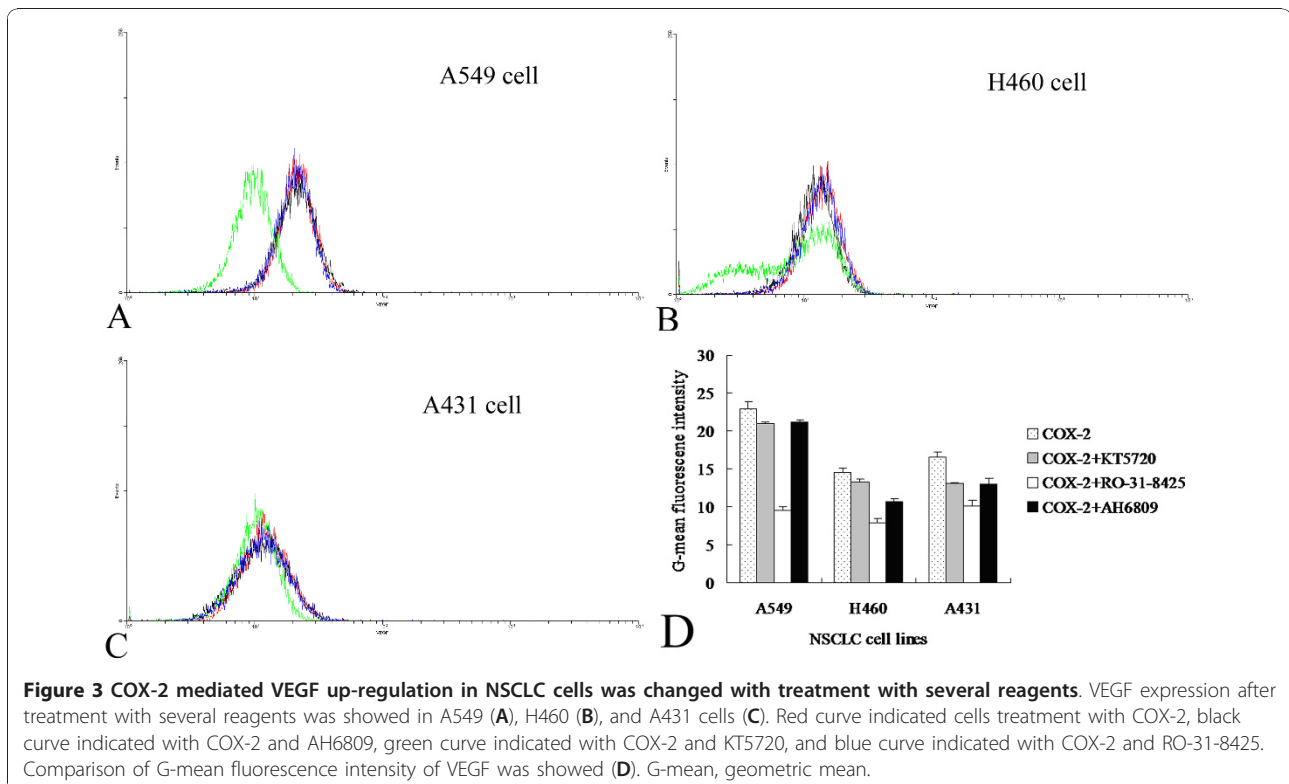 A549 cell
H460 cell
Events
Events
256
A
B
A431 cell
Events
C
G-mean fluorescene intensity
30
25
20
15
10
5
0
A549 H460 A431
NSCLC cell lines
COX-2
COX-2+KT5720
COX-2+RO-31-8425
COX-2+AH6809
D
Figure 3 COX-2 mediated VEGF up-regulation in NSCLC cells was changed with treatment with several reagents. VEGF expression after
treatment with several reagents was showed in A549 (A), H460 (B), and A431 cells (C). Red curve indicated cells treatment with COX-2, black
curve indicated with COX-2 and AH6809, green curve indicated with COX-2 and KT5720, and blue curve indicated with COX-2 and RO-31-8425.
Comparison of G-mean fluorescence intensity of VEGF was showed (D). G-mean, geometric mean.